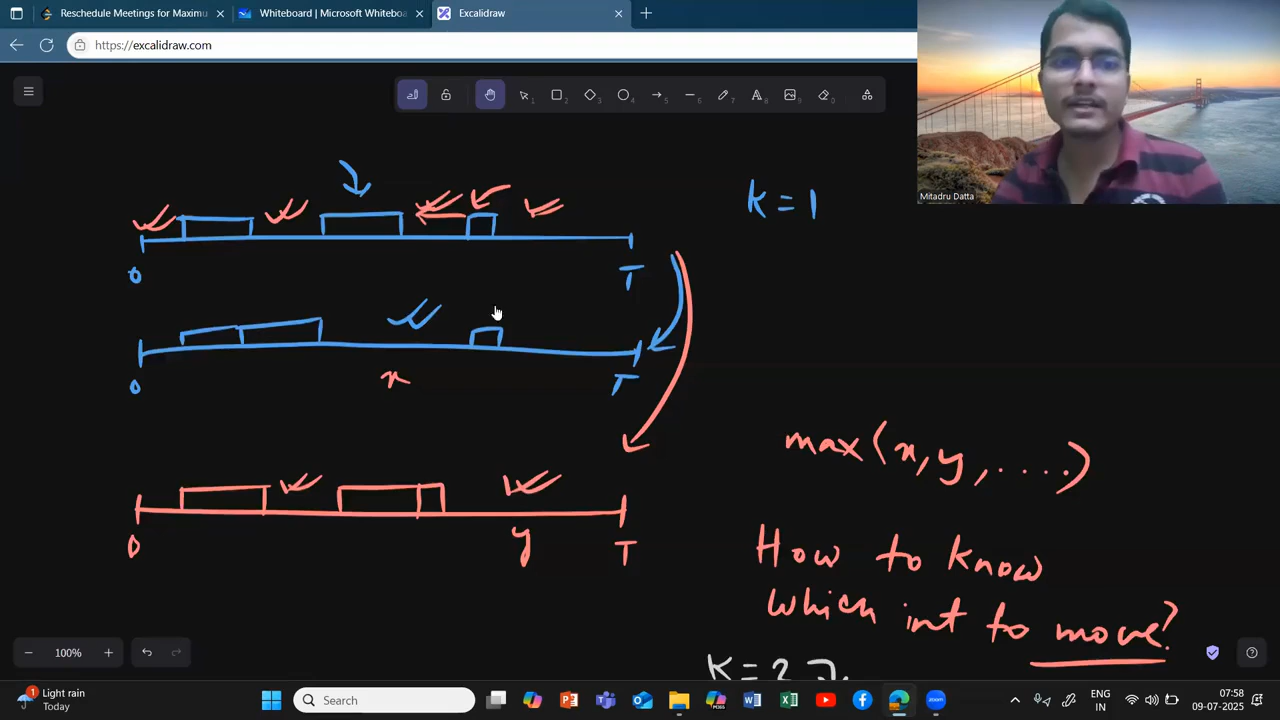 Reschedule Meetings for Maximu
Whiteboard | Microsoft Whiteboa
Excalidraw
https://excalidraw.com
Mitadru Datta
k = 1
0
T
0
T
x
max(x, y, ....)
0
y
T
How to know
which int to move?
K = 2
100%
Light rain
Today
Search
ENG
IN
07:58
09-07-2025